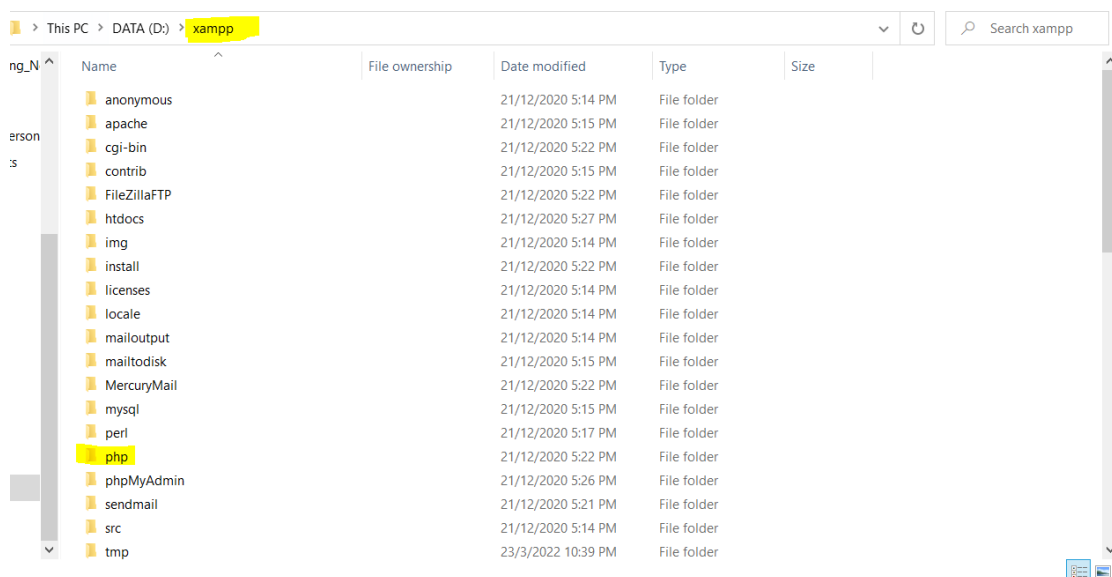 This PC > DATA (D:) > xampp
Search xampp
ng_N
erson
ts
Name File ownership Date modified Type Size
anonymous 21/12/2020 5:14 PM File folder
apache 21/12/2020 5:15 PM File folder
cgi-bin 21/12/2020 5:22 PM File folder
contrib 21/12/2020 5:15 PM File folder
FileZillaFTP 21/12/2020 5:22 PM File folder
htdocs 21/12/2020 5:27 PM File folder
img 21/12/2020 5:14 PM File folder
install 21/12/2020 5:22 PM File folder
licenses 21/12/2020 5:14 PM File folder
locale 21/12/2020 5:14 PM File folder
mailoutput 21/12/2020 5:14 PM File folder
mailtodisk 21/12/2020 5:15 PM File folder
MercuryMail 21/12/2020 5:22 PM File folder
mysql 21/12/2020 5:15 PM File folder
perl 21/12/2020 5:17 PM File folder
php 21/12/2020 5:22 PM File folder
phpMyAdmin 21/12/2020 5:26 PM File folder
sendmail 21/12/2020 5:21 PM File folder
src 21/12/2020 5:14 PM File folder
tmp 23/3/2022 10:39 PM File folder